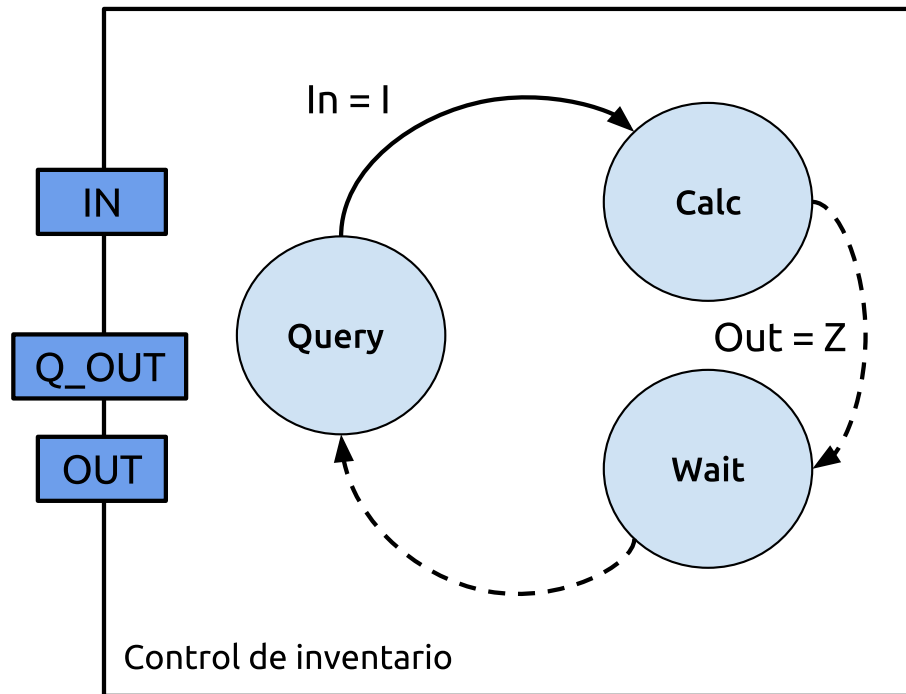 In = I
IN
Calc
Query
Out = Z
Q_OUT
OUT
Wait
Control de inventario